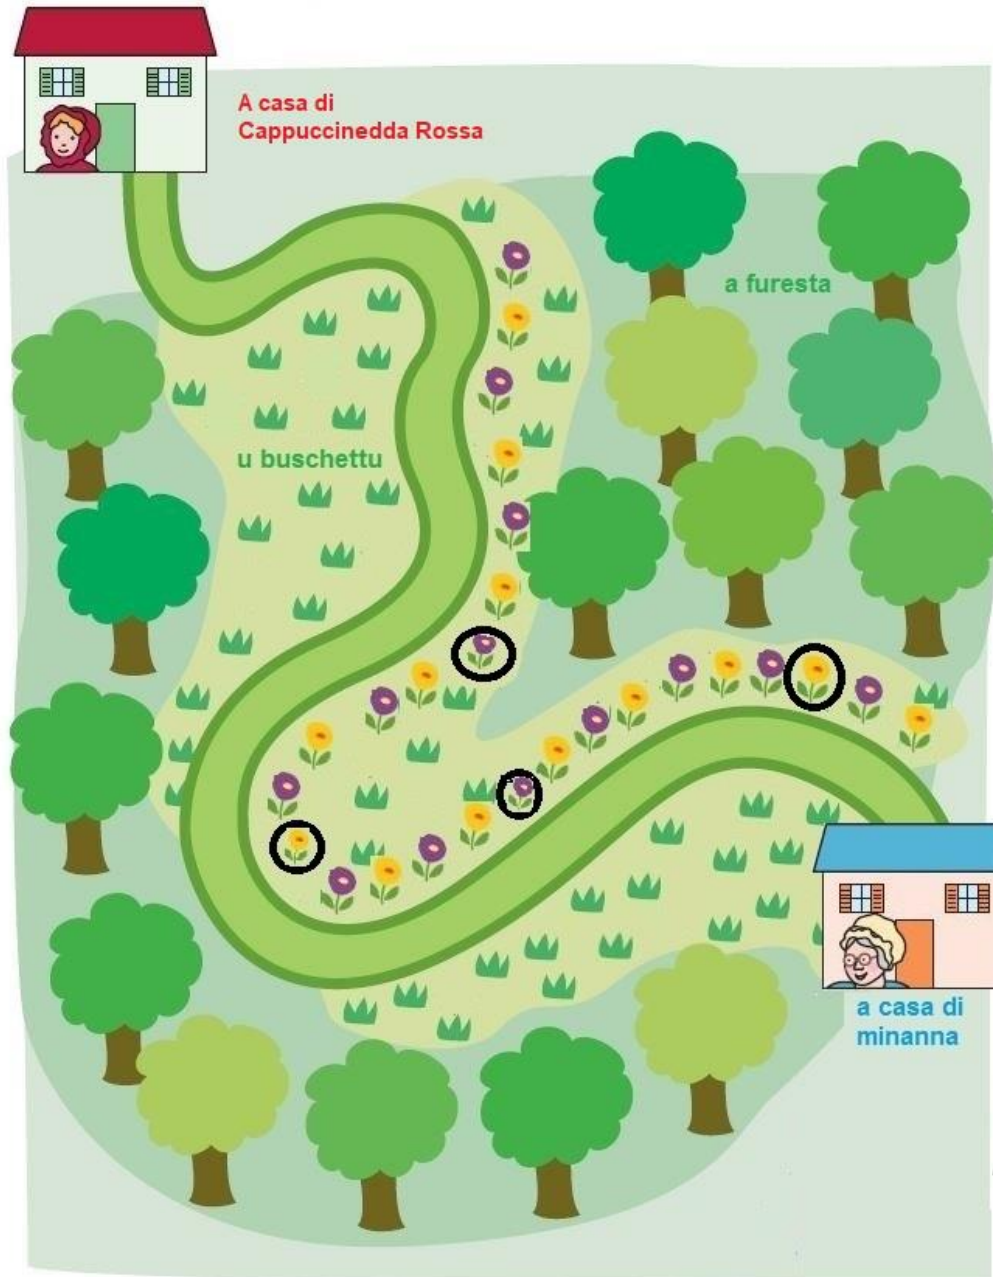 A casa di
Cappuccinedda Rossa
a furesta
u buschettu
a casa di
minanna